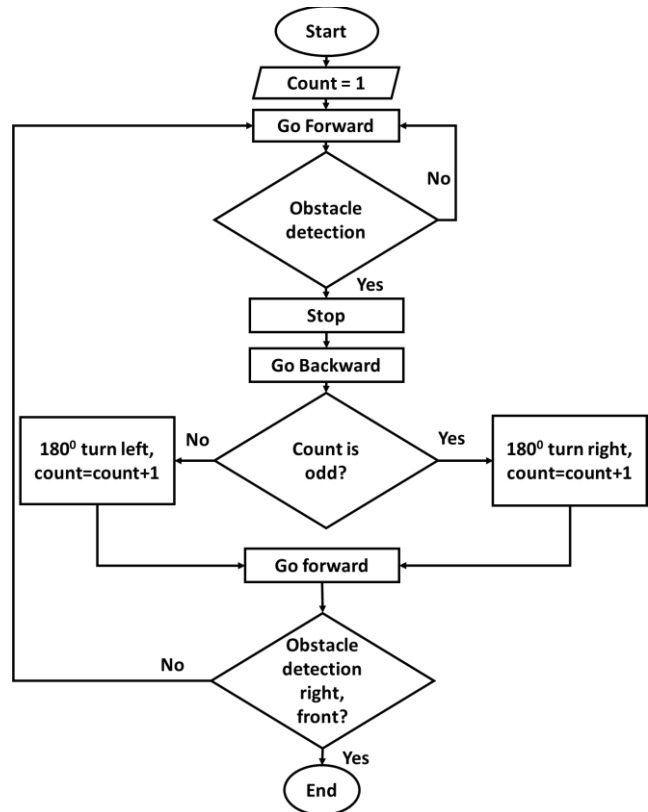 Start
Count = 1
Go Forward
No
Obstacle
detection
Yes
Stop
Go Backward
No
Yes
180⁰ turn left,
count=count+1
Count is
odd?
180⁰ turn right,
count=count+1
Go forward
No
Obstacle
detection
right,
front?
Yes
End